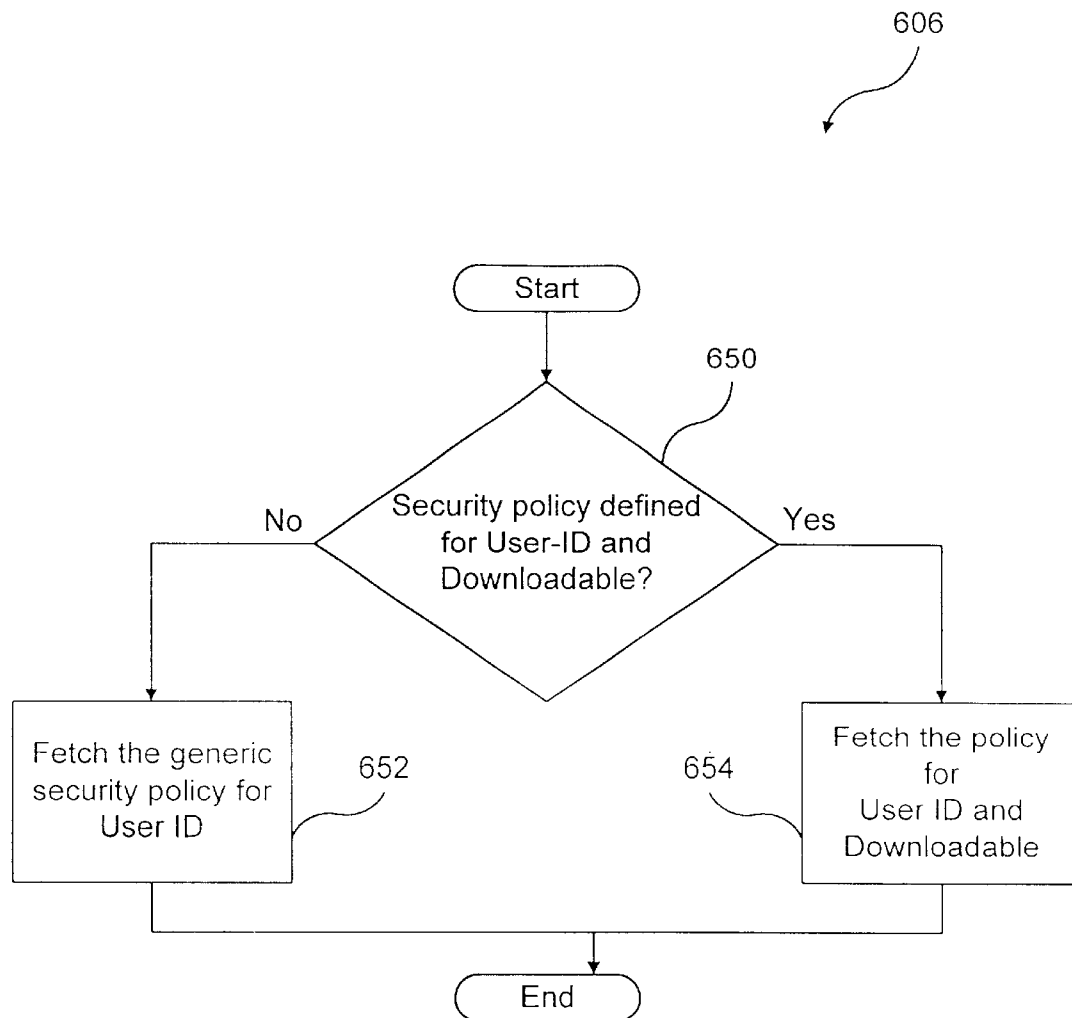 606
Start
650
Security policy defined
for User-ID and
Downloadable?
No
Yes
Fetch the generic
security policy for
User ID
652
654
Fetch the policy
for
User ID and
Downloadable
End